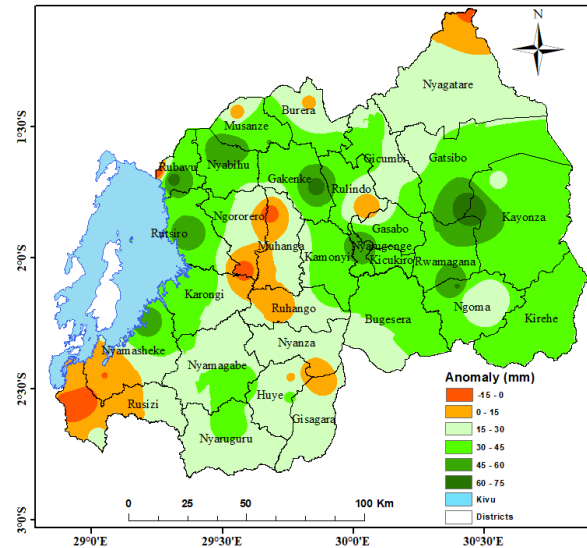 N
Nyagatare
Burera
Musanze
1°30'S
Gicumbi
Gatsibo
Rubavu
Nyabihu
Gakenke
Rulindo
Kayonza
Ngororero
Rutsiro
Gasabo
Muhanga
Nyarugenge
2°0'S
Kamonyi
Kicukiro
Rwamagana
Karongi
Ngoma
Ruhango
Bugesera
Kirehe
Nyanza
Nyamasheke
Nyamagabe
2°30'S
Rusizi
Huye
Gisagara
Nyaruguru
Anomaly (mm)
-15 - 0
0 - 15
15 - 30
30 - 45
45 - 60
60 - 75
Kivu
Districts
0 25 50 100 Km
3°0'S
29°0'E 29°30'E 30°0'E 30°30'E